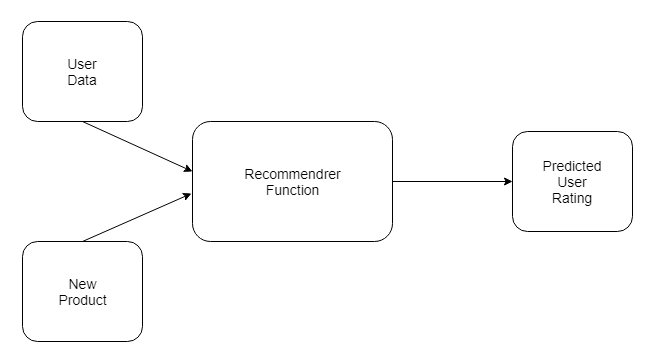 User
Data
Recommendrer
Function
Predicted
User
Rating
New
Product